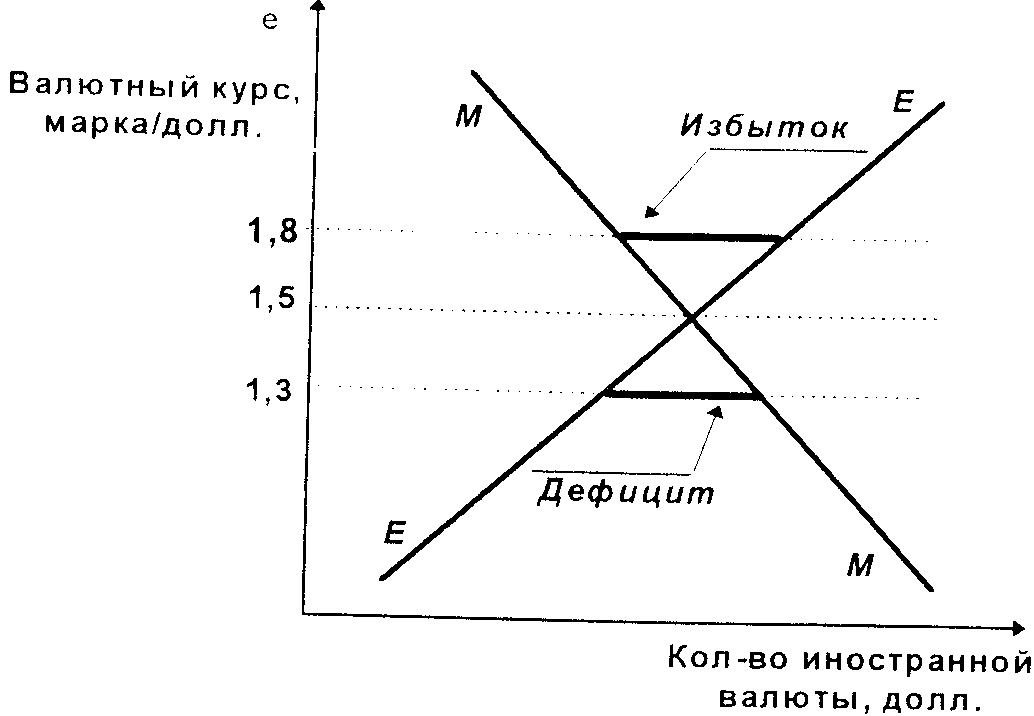 e
Валютный курс,
марка/долл.
М
Е
Избыток
1,8
1,5
1,3
Дефицит
Е
М
Кол-во иностранной
валюты, долл.